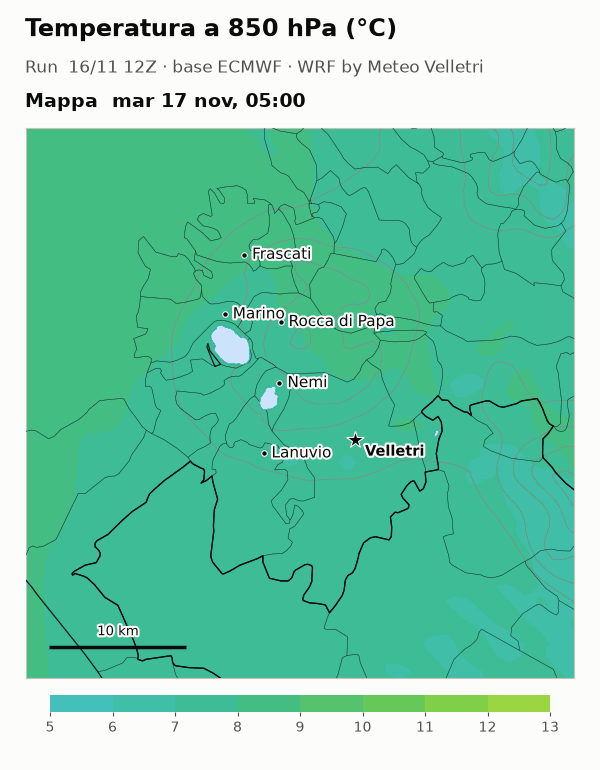 Temperatura a 850 hPa (°C)
Run  16/11 12Z · base ECMWF · WRF by Meteo Velletri
Mappa  mar 17 nov, 05:00
Frascati
Marino
Rocca di Papa
Nemi
Velletri
Lanuvio
10 km
5 6 7 8 9 10 11 12 13